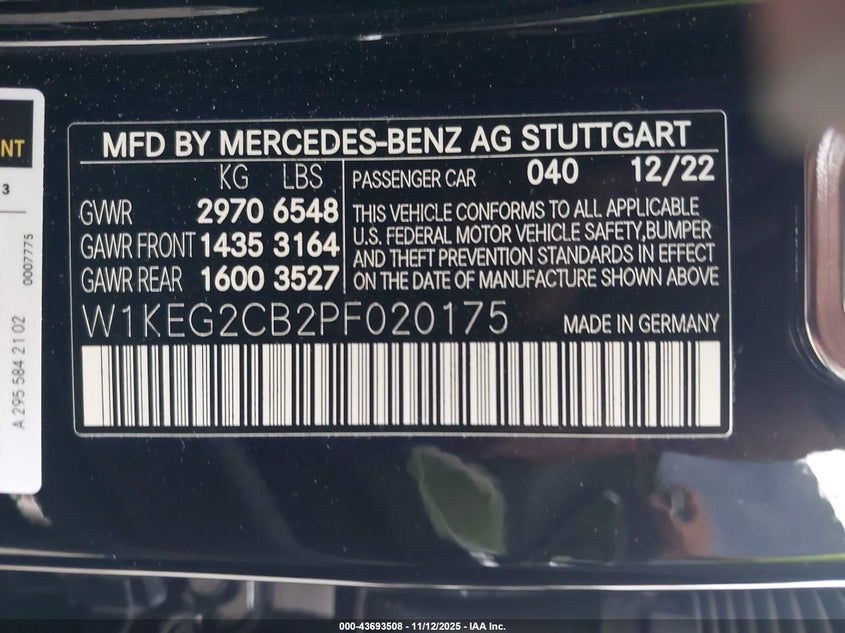 MFD BY MERCEDES-BENZ AG STUTTGART
KG LBS
GVWR 2970 6548
GAWR FRONT 1435 3164
GAWR REAR 1600 3527
PASSENGER CAR 040 12/22
THIS VEHICLE CONFORMS TO ALL APPLICABLE
U.S. FEDERAL MOTOR VEHICLE SAFETY,BUMPER
AND THEFT PREVENTION STANDARDS IN EFFECT
ON THE DATE OF MANUFACTURE SHOWN ABOVE
W1KEG2CB2PF020175 MADE IN GERMANY
NT
3
0007775
A 295 584 21 02
000-43693508 - 11/12/2025 - IAA Inc.